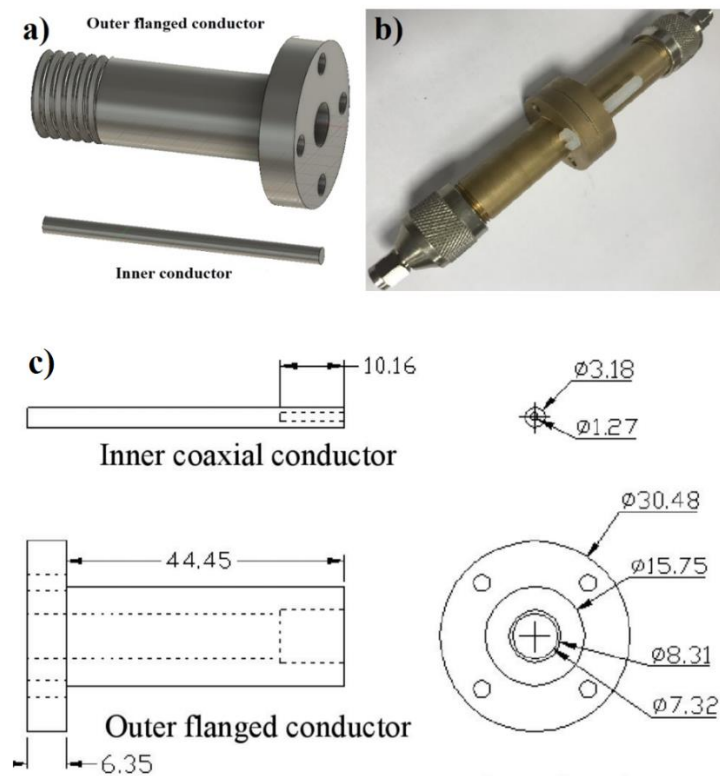 a)
Outer flanged conductor
Inner conductor
b)
c)
10.16
Inner coaxial conductor
ø3.18
ø1.27
44.45
6.35
Outer flanged conductor
ø30.48
ø15.75
ø8.31
ø7.32